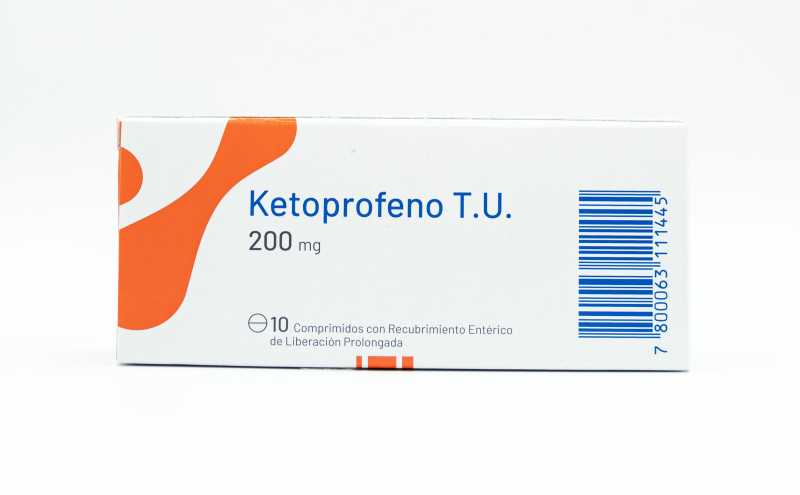 Ketoprofeno T.U.
200 mg
10 Comprimidos con Recubrimiento Entérico
de Liberación Prolongada
7 800063 111445